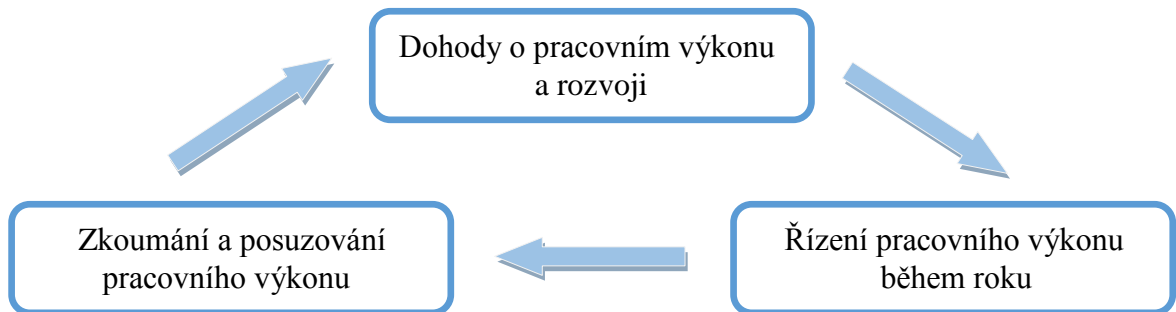 Dohody o pracovním výkonu
a rozvoji
Zkoumání a posuzování
pracovního výkonu
Řízení pracovního výkonu
během roku